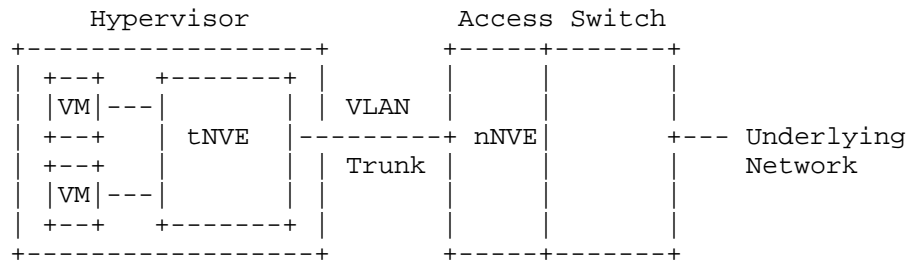 Hypervisor Access Switch
VM VLAN
tNVE nNVE Underlying
Trunk Network
VM